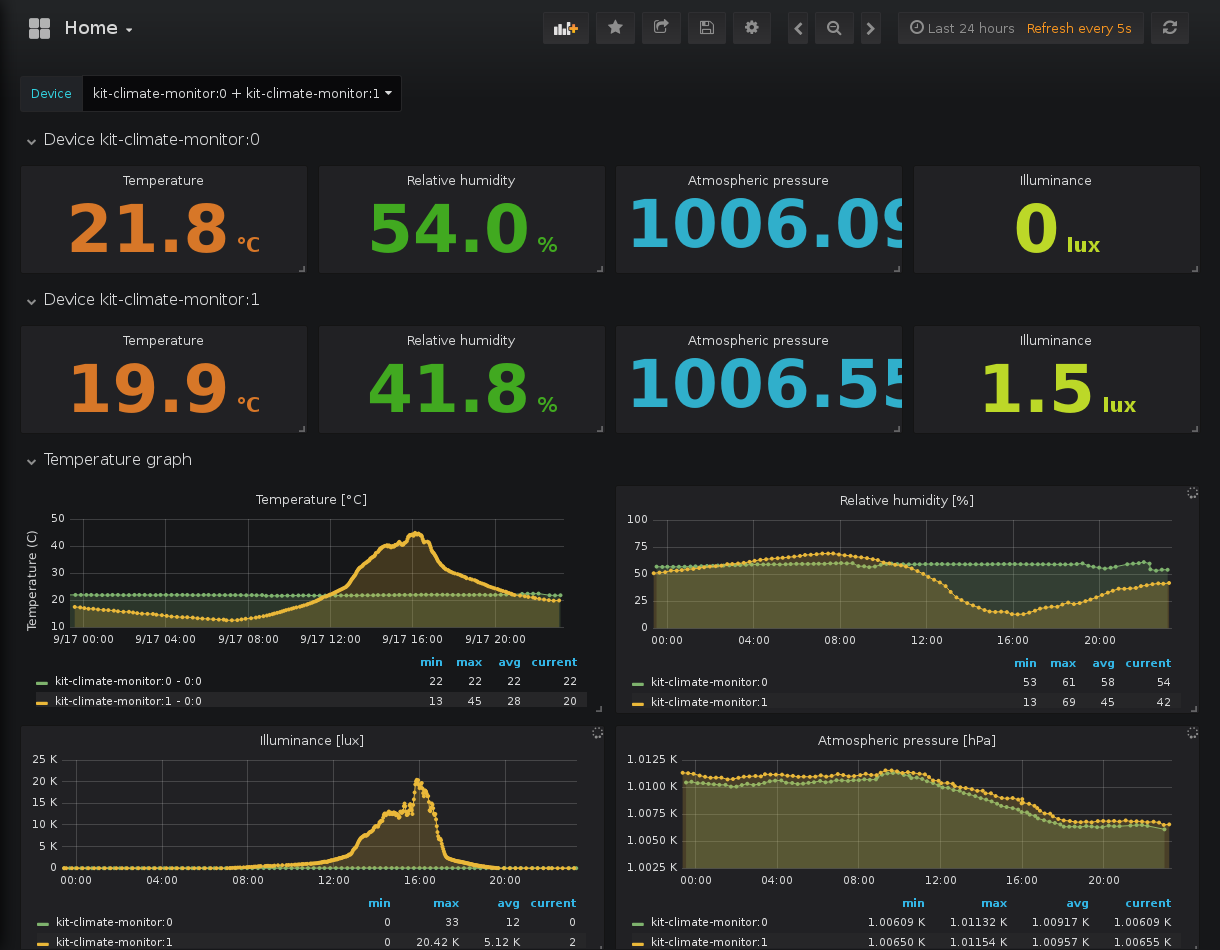 Home
Last 24 hours Refresh every 5s
Device kit-climate-monitor:0 + kit-climate-monitor:1
Device kit-climate-monitor:0
Temperature Relative humidity Atmospheric pressure Illuminance
21.8 °C 54.0 % 1006.09 0 lux
Device kit-climate-monitor:1
Temperature Relative humidity Atmospheric pressure Illuminance
19.9 °C 41.8 % 1006.55 1.5 lux
Temperature graph
Temperature [°C]
Temperature (C)
50
40
30
20
10
9/17 00:00 9/17 04:00 9/17 08:00 9/17 12:00 9/17 16:00 9/17 20:00
min max avg current
kit-climate-monitor:0 - 0:0 22 22 22 22
kit-climate-monitor:1 - 0:0 13 45 28 20
Relative humidity [%]
100
75
50
25
0
00:00 04:00 08:00 12:00 16:00 20:00
min max avg current
kit-climate-monitor:0 53 61 58 54
kit-climate-monitor:1 13 69 45 42
Illuminance [lux]
25 K
20 K
15 K
10 K
5 K
0
00:00 04:00 08:00 12:00 16:00 20:00
min max avg current
kit-climate-monitor:0 0 33 12 0
kit-climate-monitor:1 0 20.42 K 5.12 K 2
Atmospheric pressure [hPa]
1.0125 K
1.0100 K
1.0075 K
1.0050 K
1.0025 K
00:00 04:00 08:00 12:00 16:00 20:00
min max avg current
kit-climate-monitor:0 1.00609 K 1.01132 K 1.00917 K 1.00609 K
kit-climate-monitor:1 1.00650 K 1.01154 K 1.00957 K 1.00655 K